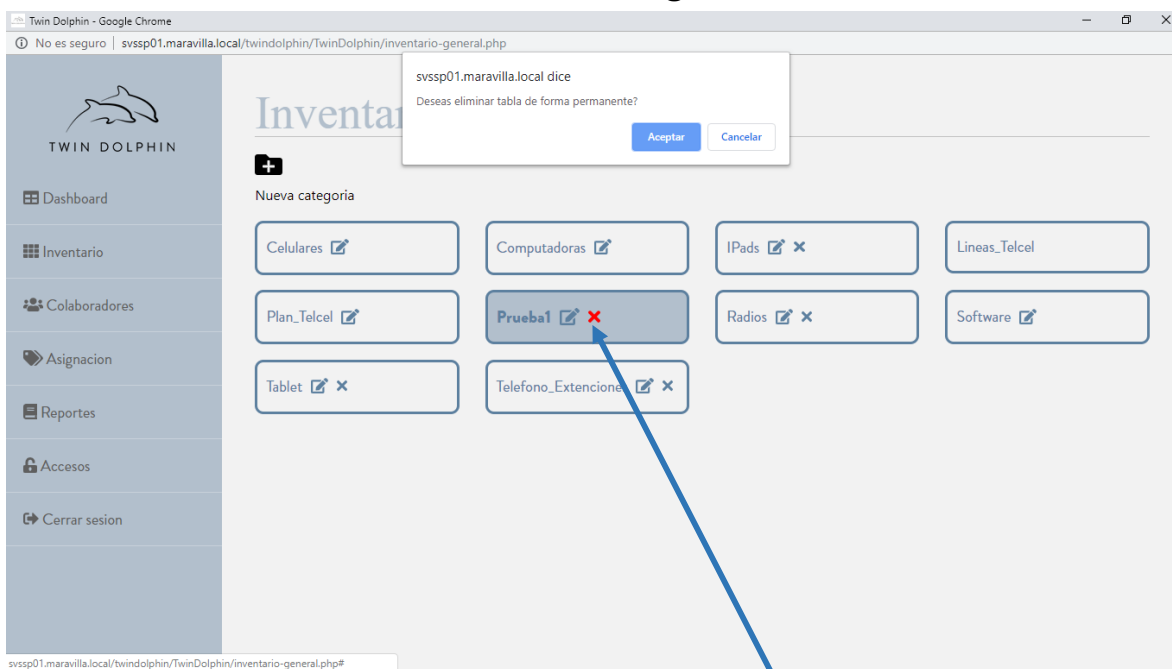 Twin Dolphin - Google Chrome
No es seguro | svssp01.maravilla.local/twindolphin/TwinDolphin/inventario-general.php
svssp01.maravilla.local dice
Deseas eliminar tabla de forma permanente?
Aceptar
Cancelar
TWIN DOLPHIN
Dashboard
Inventario
Colaboradores
Asignacion
Reportes
Accesos
Cerrar sesion
Nueva categoria
Celulares
Computadoras
IPads
Lineas_Telcel
Plan_Telcel
Prueba1
Radios
Software
Tablet
svssp01.maravilla.local/twindolphin/TwinDolphin/inventario-general.php#